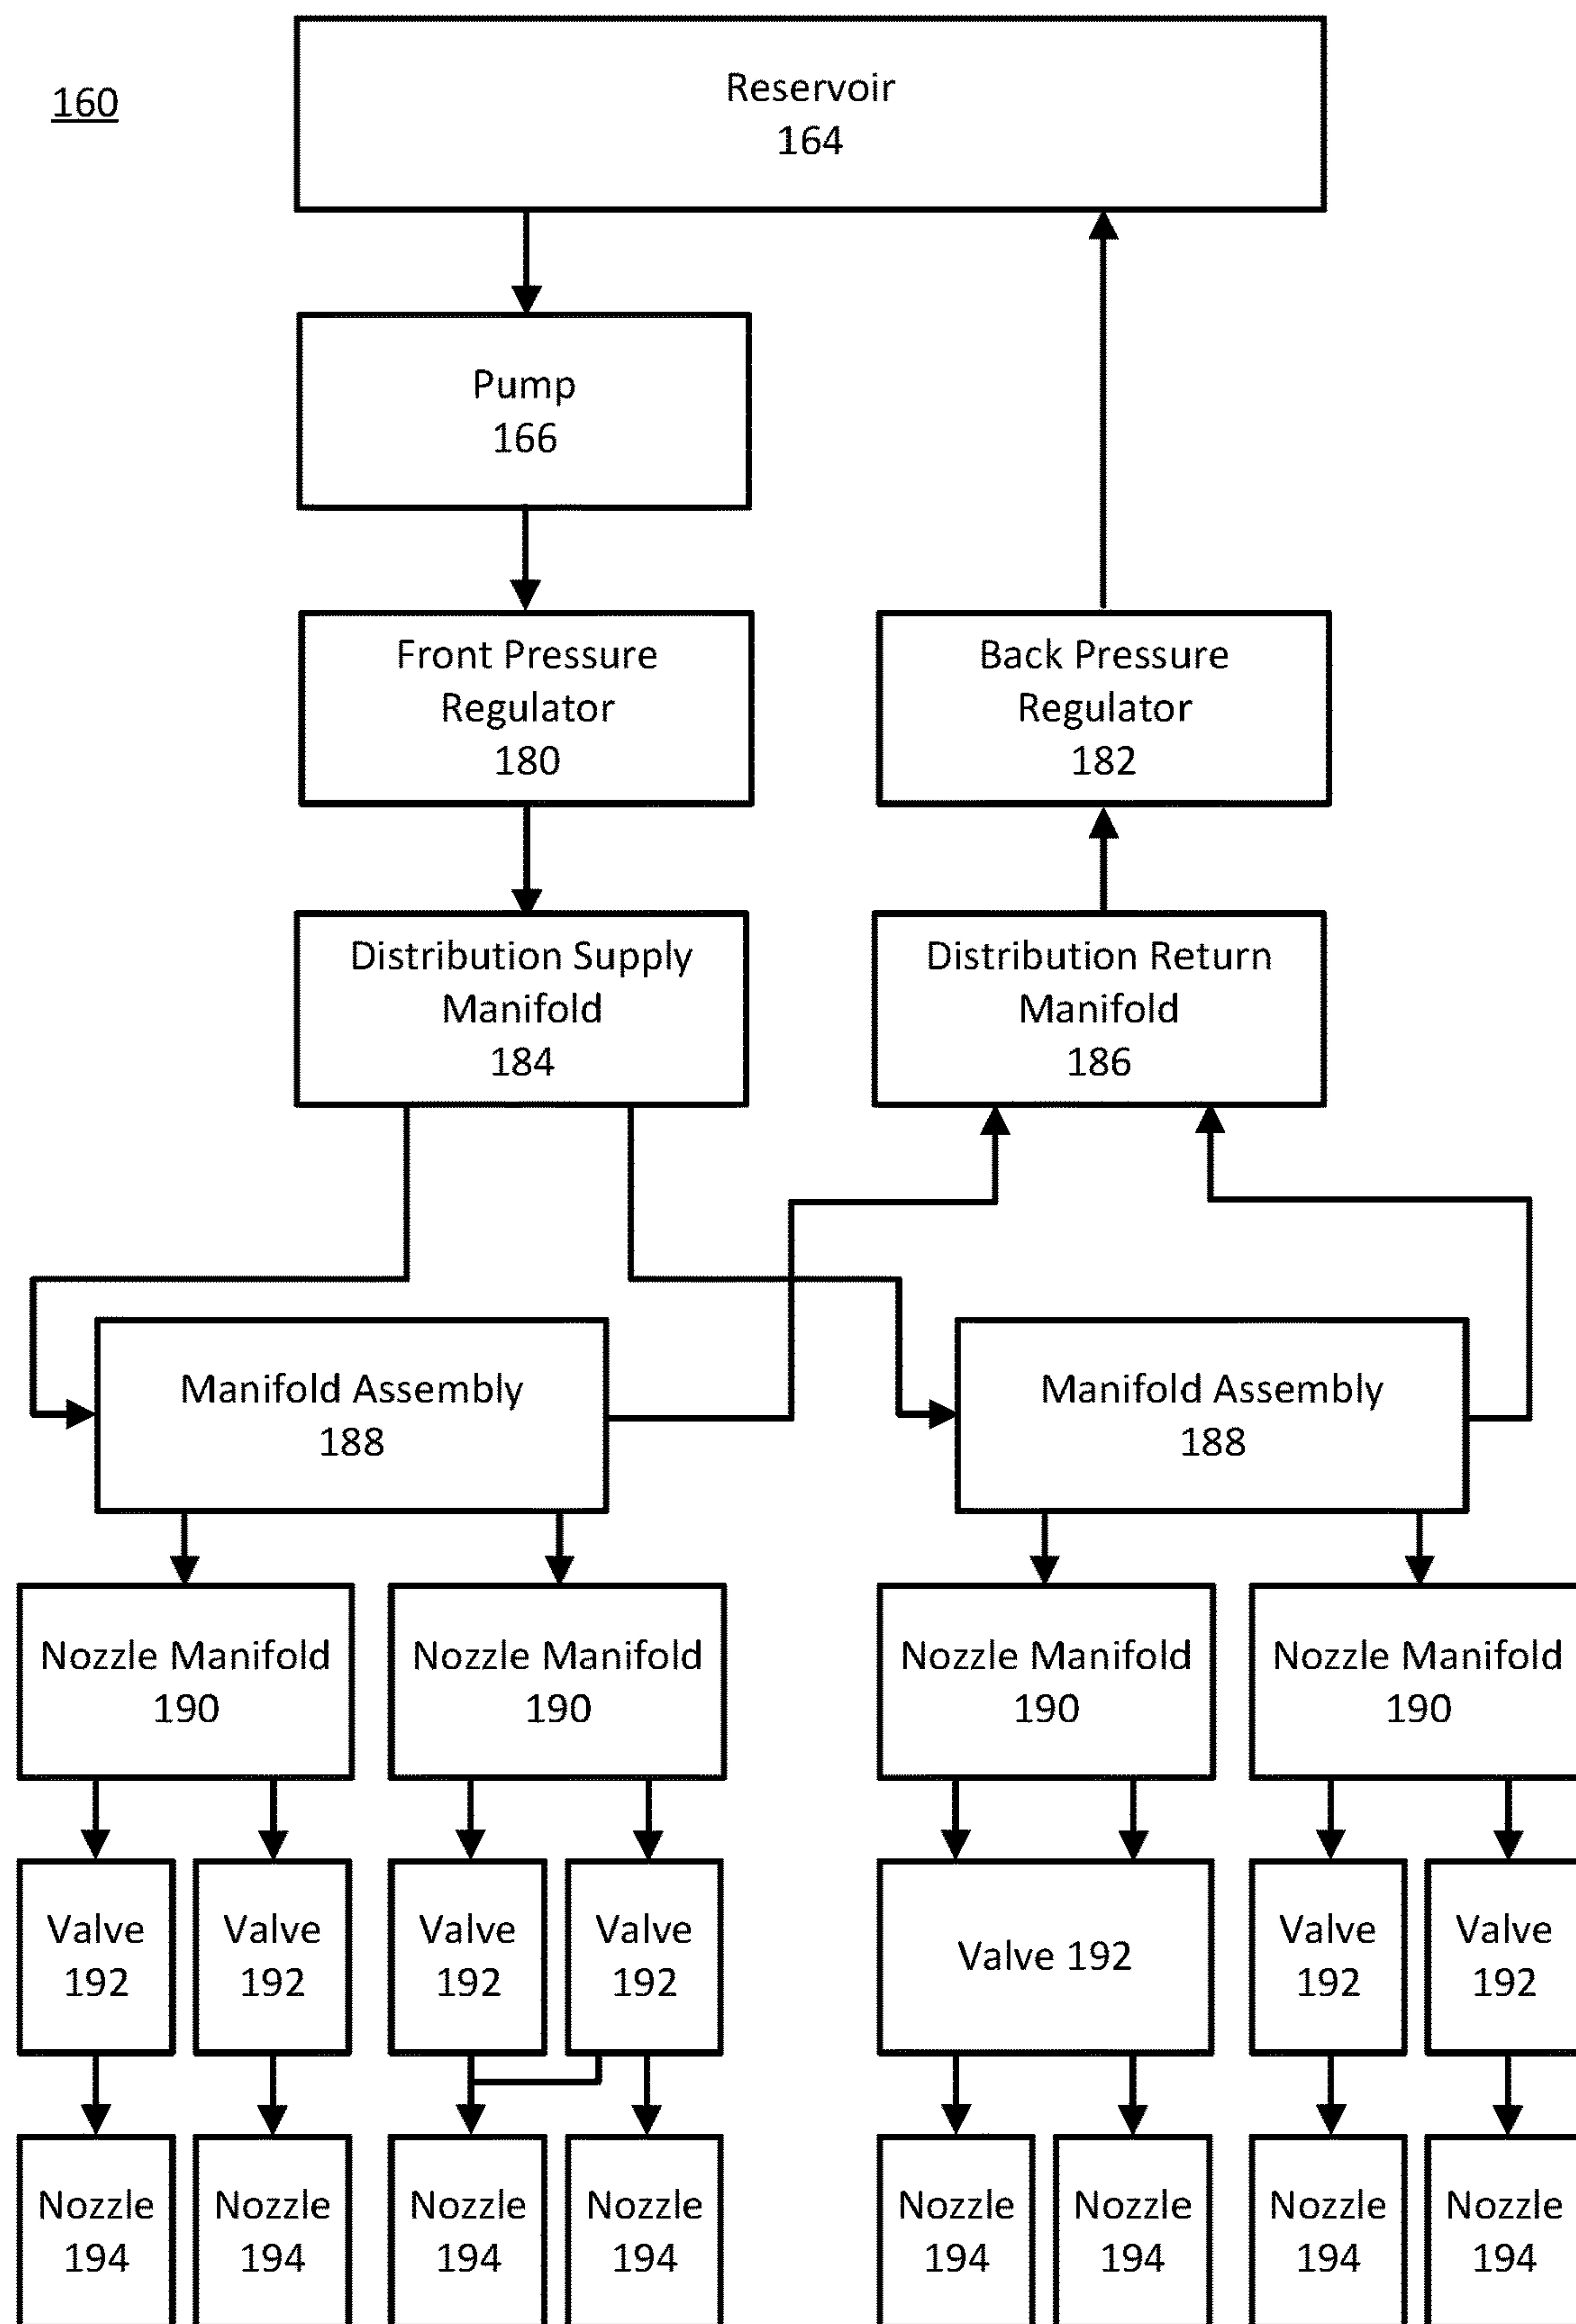 160
Reservoir
164
Pump
166
Front Pressure
Regulator
180
Back Pressure
Regulator
182
Distribution Supply
Manifold
184
Distribution Return
Manifold
186
Manifold Assembly
188
Manifold Assembly
188
Nozzle Manifold
190
Nozzle Manifold
190
Nozzle Manifold
190
Nozzle Manifold
190
Valve
192
Valve
192
Valve
192
Valve
192
Valve 192
Valve
192
Valve
192
Nozzle
194
Nozzle
194
Nozzle
194
Nozzle
194
Nozzle
194
Nozzle
194
Nozzle
194
Nozzle
194